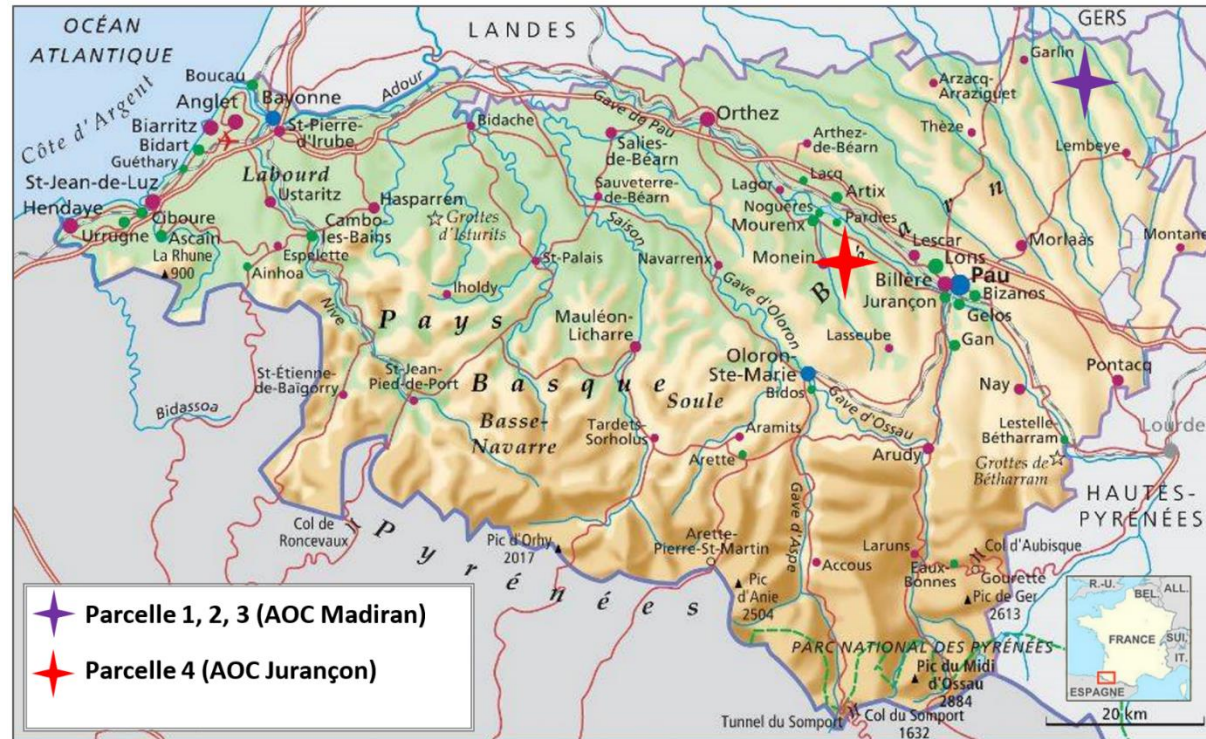 OCÉAN
ATLANTIQUE
LANDES
GERS
Garlin
Boucau
Adour
Côte d'Argent
Anglet
Bayonne
Biarritz
St-Pierre-
d'Irube
Bidart
Guéthary
Labourd
St-Jean-de-Luz
Hendaye
Urrugne
Ciboure
Ascain
La Rhune
900
Ainhoa
Ustaritz
Cambo-
les-Bains
Espelette
Hasparren
Grottes
d'Isturits
Bidache
Gave de Pau
Orthez
Salies-
de-Béarn
Sauveterre-
de-Béarn
Saison
Arthez-
de-Béarn
Arzacq-
Arraziguet
Thèze
Lembeye
Lagor
Lacq
Artix
Noguères
Mourenx
Pardies
Monein
Béarn
Lescar
Lons
Morlaàs
Montane
Billère
Pau
Jurançon
Bizanos
Gelos
Gan
Lasseube
St-Palais
Navarrenx
Gave d'Oloron
Iholdy
Pays
Basque
Mauléon-
Licharre
Soule
Nive
St-Étienne-
de-Baïgorry
St-Jean-
Pied-de-Port
Basse-
Navarre
Bidassoa
Oloron-
Ste-Marie
Bidos
Gave d'Ossau
Nay
Pontacq
Lestelle-
Bétharram
Lourde
Grottes de
Bétharram
Tardets-
Sorholus
Aramits
Arette
Arudy
HAUTES-
PYRÉNÉES
Col de
Roncevaux
Pyrénées
Pic d'Orhy
2017
Arette-
Pierre-St-Martin
Gave d'Aspe
Accous
Laruns
Eaux-
Bonnes
Col d'Aubisque
Gourette
Pic de Ger
2613
Pic
d'Anie
2504
PARC NATIONAL DES PYRÉNÉES
Pic du Midi
d'Ossau
2884
Tunnel du Somport
Col du Somport
1632
Parcelle 1, 2, 3 (AOC Madiran)
Parcelle 4 (AOC Jurançon)
R.-U.
BEL.
ALL.
FRANCE
SUI.
IT.
ESPAGNE
20 km